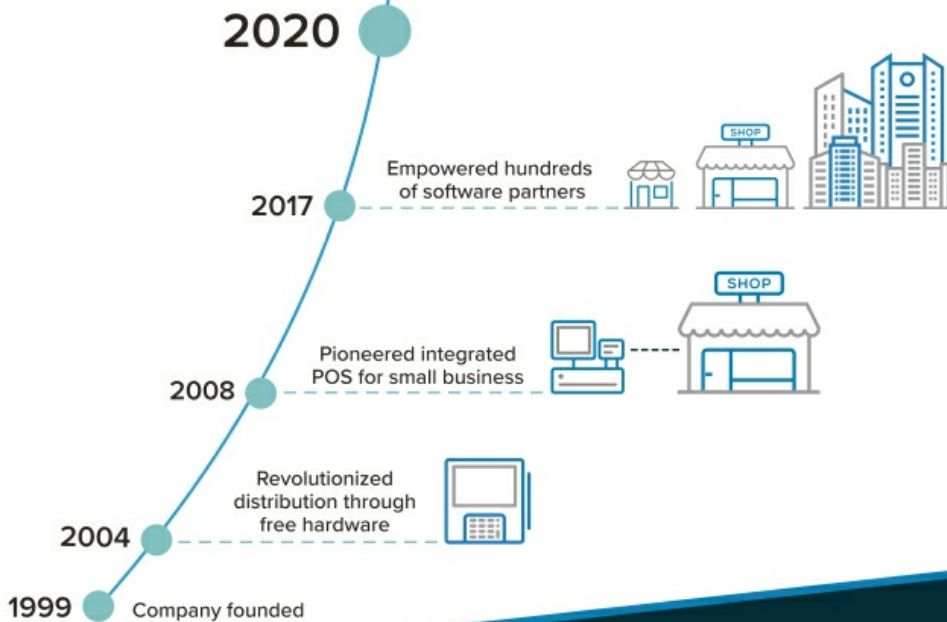 2020
Empowered hundreds
of software partners
SHOP
2017
SHOP
Pioneered integrated
POS for small business
2008
Revolutionized
distribution through
free hardware
2004
1999
Company founded